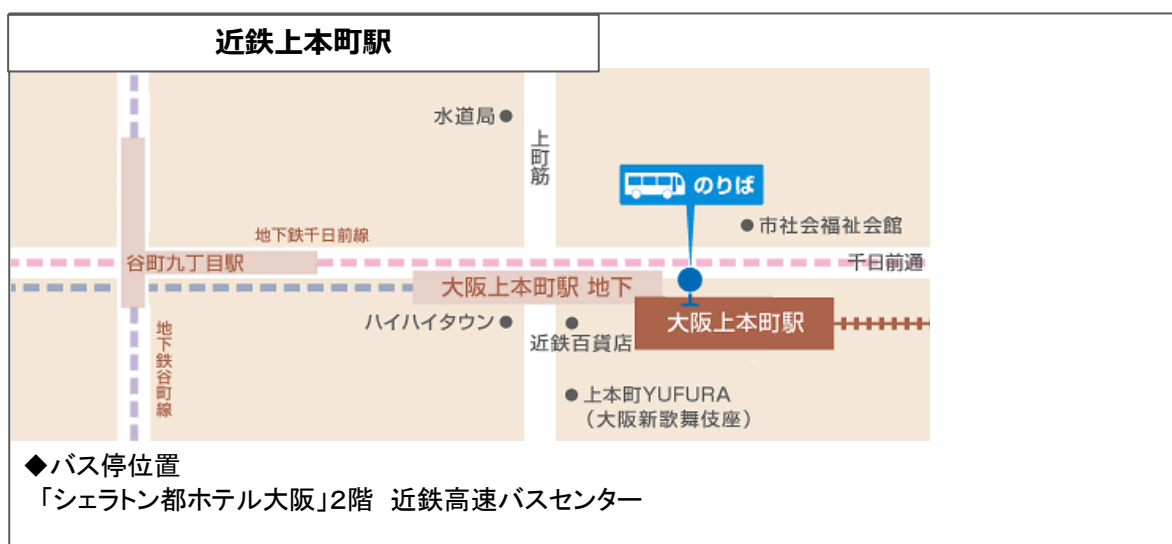 近鉄上本町駅
水道局
上町筋
のりば
市社会福祉会館
地下鉄千日前線
谷町九丁目駅
千日前通
大阪上本町駅 地下
ハイハイタウン
近鉄百貨店
大阪上本町駅
地下鉄谷町線
上本町YUFURA
（大阪新歌舞伎座）
◆バス停位置
「シェラトン都ホテル大阪」2階 近鉄高速バスセンター